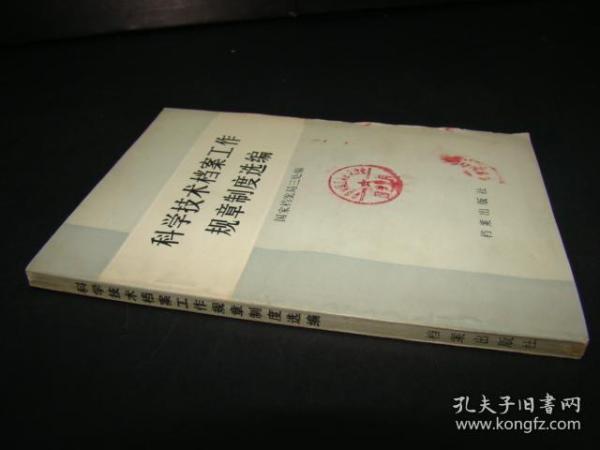 科学技术档案工作
规章制度选编
国家档案局三处编
档案出版社
科学技术档案工作规章制度选编
档案出版社
孔夫子旧书网
www.kongfz.com